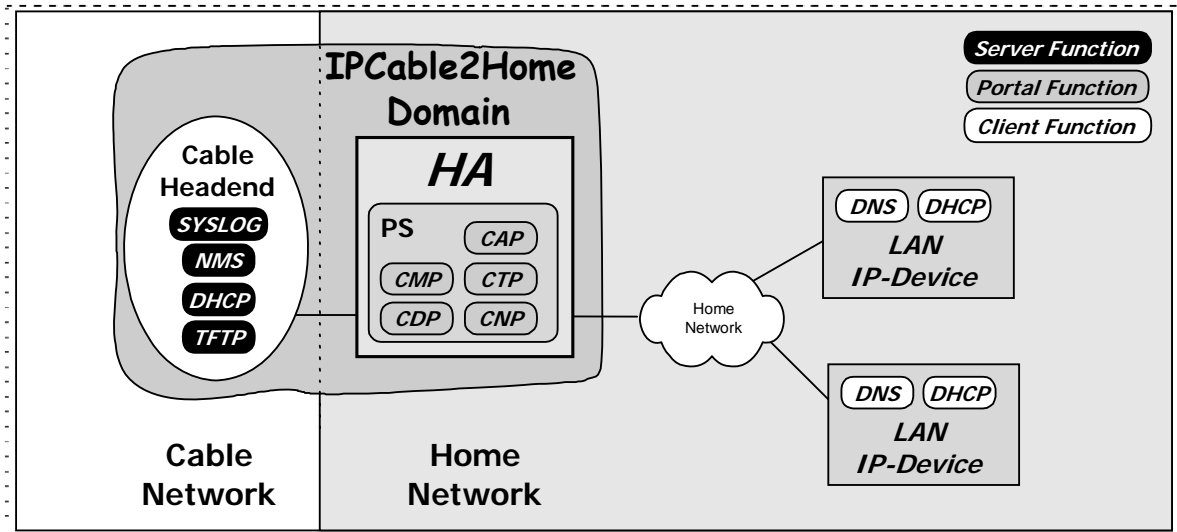 IPCable2Home
Domain
Server Function
Portal Function
Client Function
Cable
Headend
SYSLOG
NMS
DHCP
TFTP
HA
PS
CAP
CMP
CTP
CDP
CNP
Home
Network
DNS DHCP
LAN
IP-Device
DNS DHCP
LAN
IP-Device
Cable
Network
Home
Network